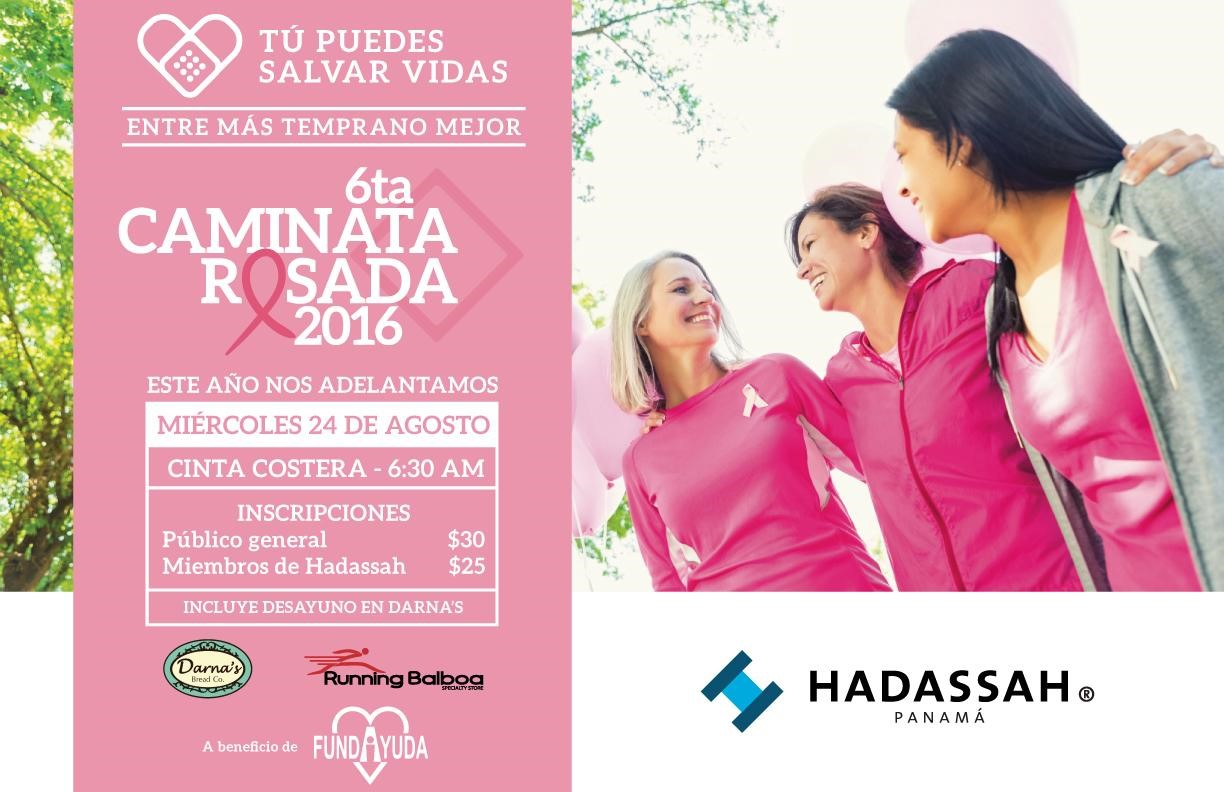 TÚ PUEDES
SALVAR VIDAS
ENTRE MÁS TEMPRANO MEJOR
6ta
CAMINATA
ROSADA
2016
ESTE AÑO NOS ADELANTAMOS
MIÉRCOLES 24 DE AGOSTO
CINTA COSTERA - 6:30 AM
INSCRIPCIONES
Público general $30
Miembros de Hadassah $25
INCLUYE DESAYUNO EN DARNA'S
Darna's
Bread Co.
Running Balboa
SPECIALTY STORE
A beneficio de FUNDAYUDA
HADASSAH ®
PANAMÁ